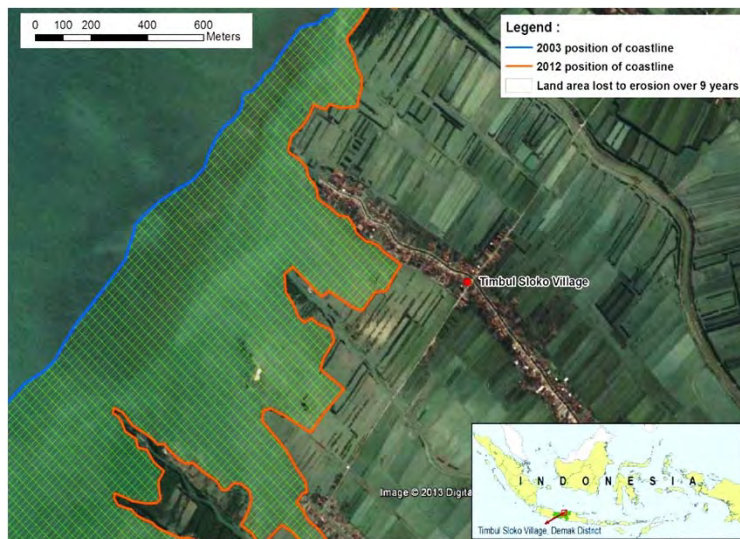 0 100 200 400 600
Meters
Legend :
2003 position of coastline
2012 position of coastline
Land area lost to erosion over 9 years
Timbul Sloko Village
Image © 2013 Digita
I N D O N E S I A
Timbul Sloko Village, Demak District